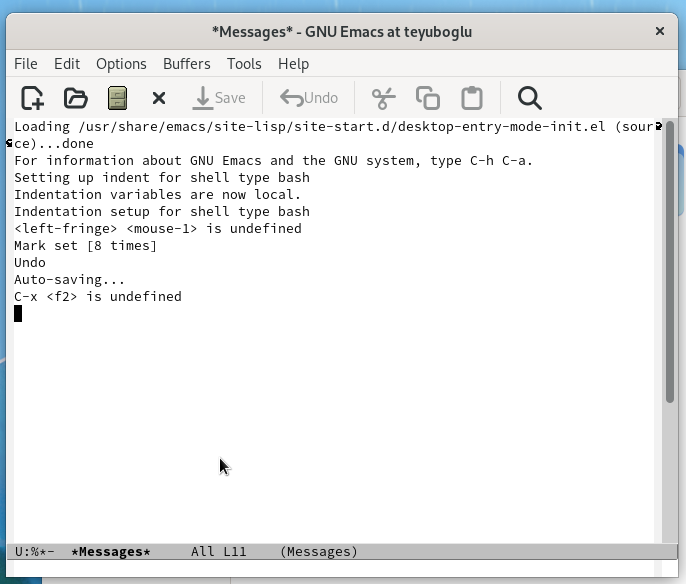 *Messages* - GNU Emacs at teyuboglu
File Edit Options Buffers Tools Help
Save Undo
Loading /usr/share/emacs/site-lisp/site-start.d/desktop-entry-mode-init.el (sour
ce)...done
For information about GNU Emacs and the GNU system, type C-h C-a.
Setting up indent for shell type bash
Indentation variables are now local.
Indentation setup for shell type bash
<left-fringe> <mouse-1> is undefined
Mark set [8 times]
Undo
Auto-saving...
C-x <f2> is undefined
U:%*- *Messages* All L11 (Messages)